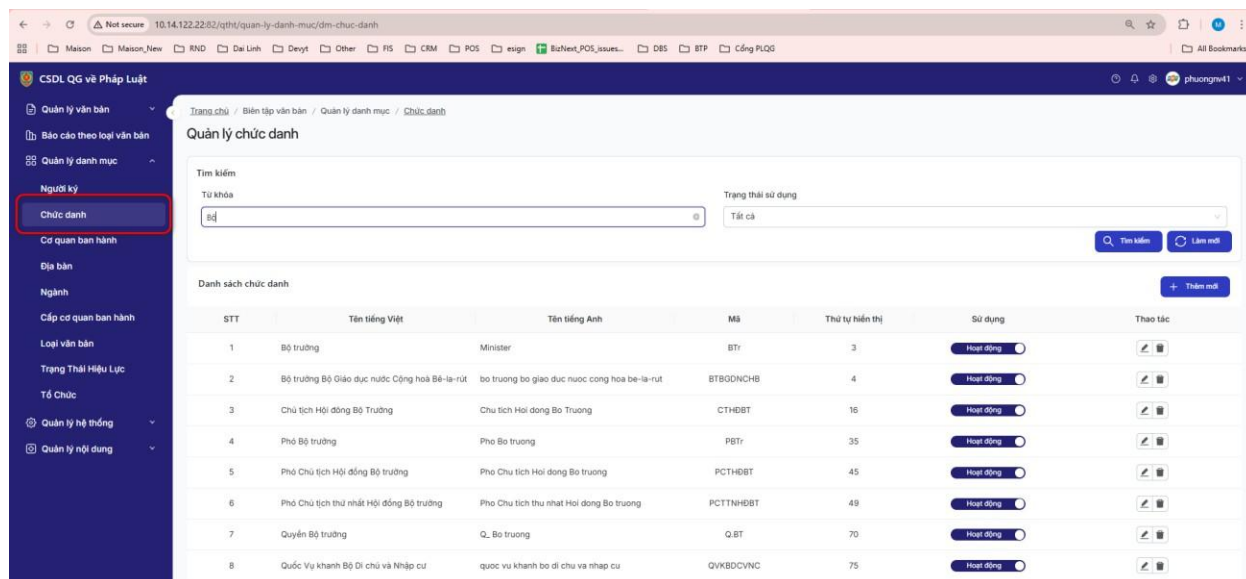 Not secure 10.14.122.22:82/qtht/quan-ly-danh-muc/dm-chuc-danh
Maison Maison_New RND Dai Linh Devyt Other FIS CRM POS esign BizNext_POS_issues... DBS BTP Cổng PLQG All Bookmarks
CSDL QG về Pháp Luật phuongnv41
Quản lý văn bản
Báo cáo theo loại văn bản
Quản lý danh mục
Người ký
Chức danh
Cơ quan ban hành
Địa bàn
Ngành
Cấp cơ quan ban hành
Loại văn bản
Trạng Thái Hiệu Lực
Tổ Chức
Quản lý hệ thống
Quản lý nội dung
Trang chủ / Biên tập văn bản / Quản lý danh mục / Chức danh
Quản lý chức danh
Tìm kiếm
Từ khóa Trạng thái sử dụng
Bộ Tất cả
Tìm kiếm Làm mới
Danh sách chức danh Thêm mới
STT Tên tiếng Việt Tên tiếng Anh Mã Thứ tự hiển thị Sử dụng Thao tác
1 Bộ trưởng Minister BTr 3 Hoạt động
2 Bộ trưởng Bộ Giáo dục nước Cộng hoà Bê-la-rút bo truong bo giao duc nuoc cong hoa be-la-rut BTBGDNCHB 4 Hoạt động
3 Chủ tịch Hội đồng Bộ Trưởng Chu tich Hoi dong Bo Truong CTHĐBT 16 Hoạt động
4 Phó Bộ trưởng Pho Bo truong PBTr 35 Hoạt động
5 Phó Chủ tịch Hội đồng Bộ trưởng Pho Chu tich Hoi dong Bo truong PCTHĐBT 45 Hoạt động
6 Phó Chủ tịch thứ nhất Hội đồng Bộ trưởng Pho Chu tich thu nhat Hoi dong Bo truong PCTTNHĐBT 49 Hoạt động
7 Quyền Bộ trưởng Q_ Bo truong Q.BT 70 Hoạt động
8 Quốc Vụ khanh Bộ Di chú và Nhập cư quoc vu khanh bo di chu va nhap cu QVKBDCVNC 75 Hoạt động